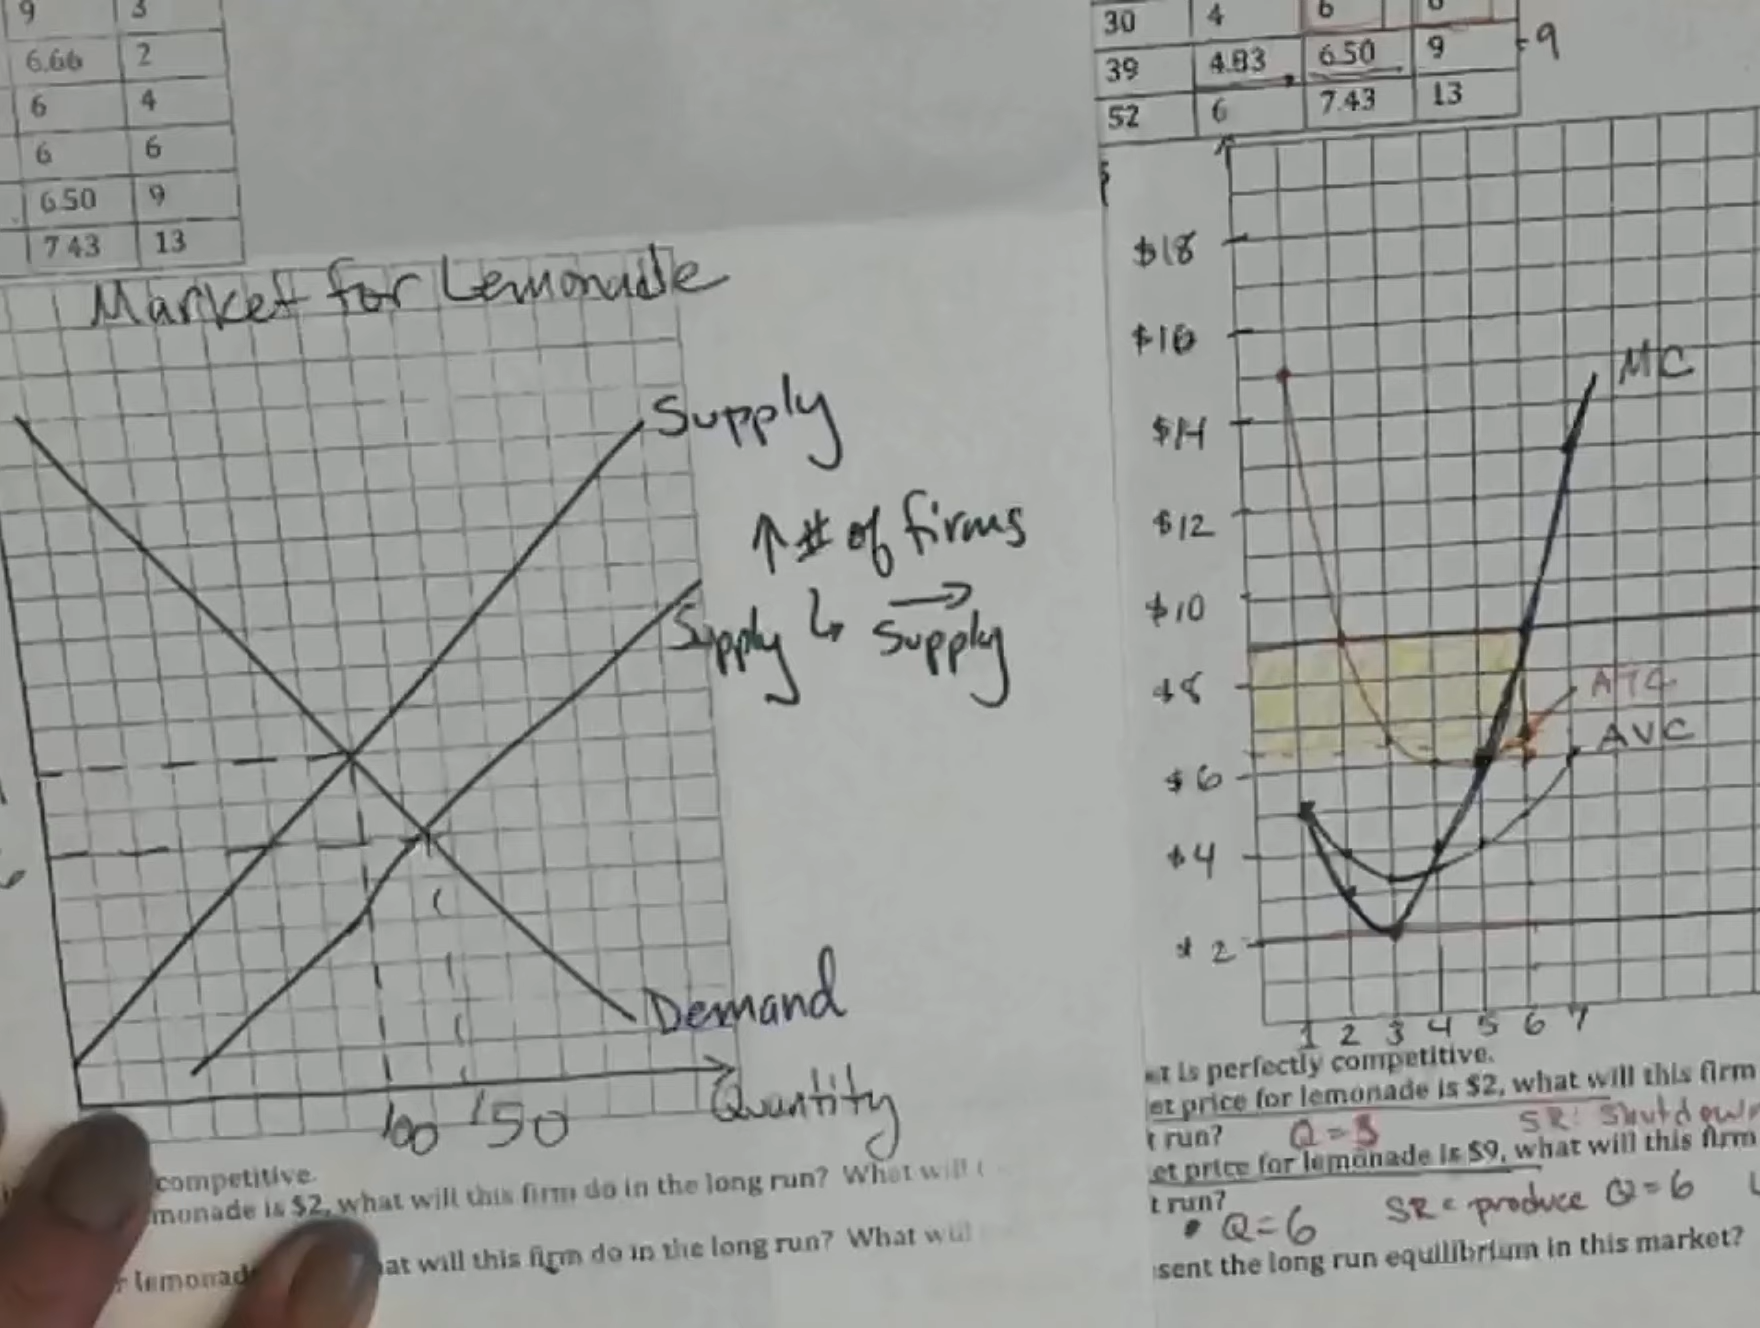 9 3
6.66 2
6 4
6 6
6.50 9
7.43 13
Market for Lemonade
Supply
↑ # of firms
Supply ↳ Supply
Demand
Quantity
100 150
competitive.
monade is $2, what will this firm do in the long run? What will
hat will this firm do in the long run? What will
r lemonad
30 4 6
39 4.83 6.50 9
9
52 6 7.43 13
$18
$16
$14
$12
$10
$8
$6
$4
2
MC
ATC
AVC
1 2 3 4 5 6 7
et is perfectly competitive.
et price for lemonade is $2, what will this firm
t run? Q = 3 SR: Shutdown
et price for lemonade is $9, what will this firm
t run?
• Q = 6 SR = produce Q = 6
sent the long run equilibrium in this market?